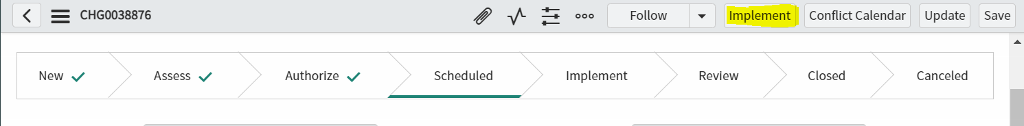 CHG0038876 Follow Implement Conflict Calendar Update Save
New Assess Authorize Scheduled Implement Review Closed Canceled